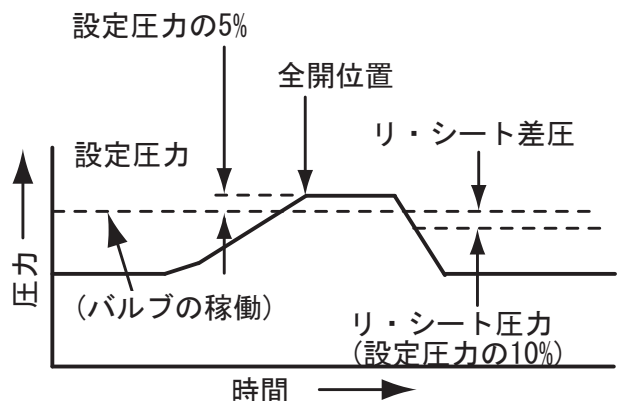 設定圧力の5%
全開位置
リ・シート差圧
設定圧力
圧力
(バルブの稼働)
リ・シート圧力
(設定圧力の10%)
時間